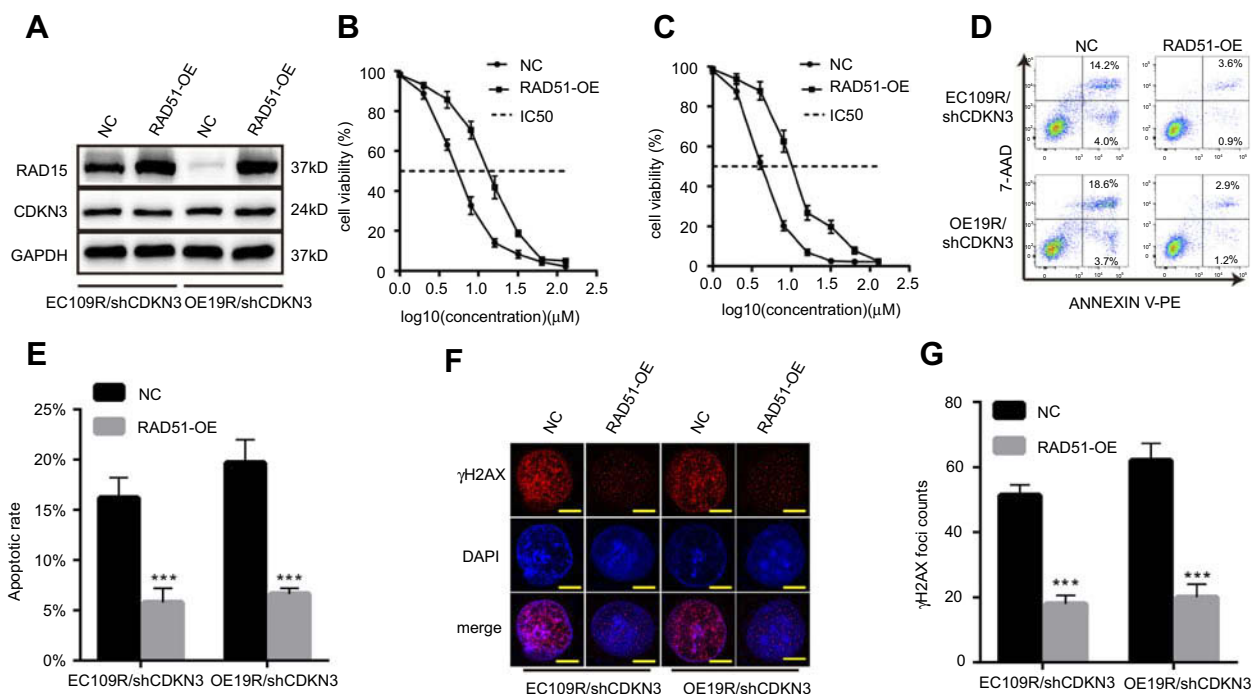 A
NC
RAD51-OE
NC
RAD51-OE
RAD15
37kD
CDKN3
24kD
GAPDH
37kD
EC109R/shCDKN3
OE19R/shCDKN3
B
NC
RAD51-OE
IC50
100
80
60
40
20
0
cell viability (%)
0.0 0.5 1.0 1.5 2.0 2.5
log10(concentration)(μM)
C
NC
RAD51-OE
IC50
100
80
60
40
20
0
cell viability (%)
0.0 0.5 1.0 1.5 2.0 2.5
log10(concentration)(μM)
D
NC
RAD51-OE
EC109R/
shCDKN3
14.2%
4.0%
3.6%
0.9%
7-AAD
OE19R/
shCDKN3
18.6%
3.7%
2.9%
1.2%
ANNEXIN V-PE
E
NC
RAD51-OE
25%
20%
15%
10%
5%
0%
Apoptotic rate
***
***
EC109R/shCDKN3
OE19R/shCDKN3
F
NC
RAD51-OE
NC
RAD51-OE
γH2AX
DAPI
merge
EC109R/shCDKN3
OE19R/shCDKN3
G
NC
RAD51-OE
80
60
40
20
0
γH2AX foci counts
***
***
EC109R/shCDKN3
OE19R/shCDKN3